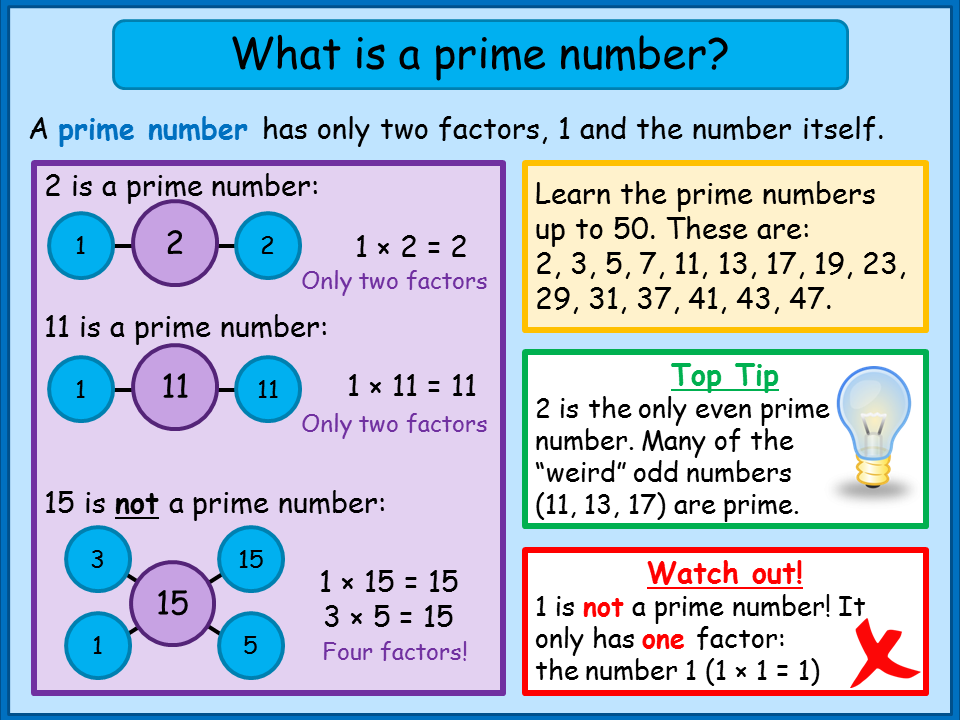 What is a prime number?
A prime number has only two factors, 1 and the number itself.
2 is a prime number:
1 2 2
1 × 2 = 2
Only two factors
11 is a prime number:
1 11 11
1 × 11 = 11
Only two factors
15 is not a prime number:
3 15
15
1 5
1 × 15 = 15
3 × 5 = 15
Four factors!
Learn the prime numbers
up to 50. These are:
2, 3, 5, 7, 11, 13, 17, 19, 23,
29, 31, 37, 41, 43, 47.
Top Tip
2 is the only even prime
number. Many of the
“weird” odd numbers
(11, 13, 17) are prime.
Watch out!
1 is not a prime number! It
only has one factor:
the number 1 (1 × 1 = 1)